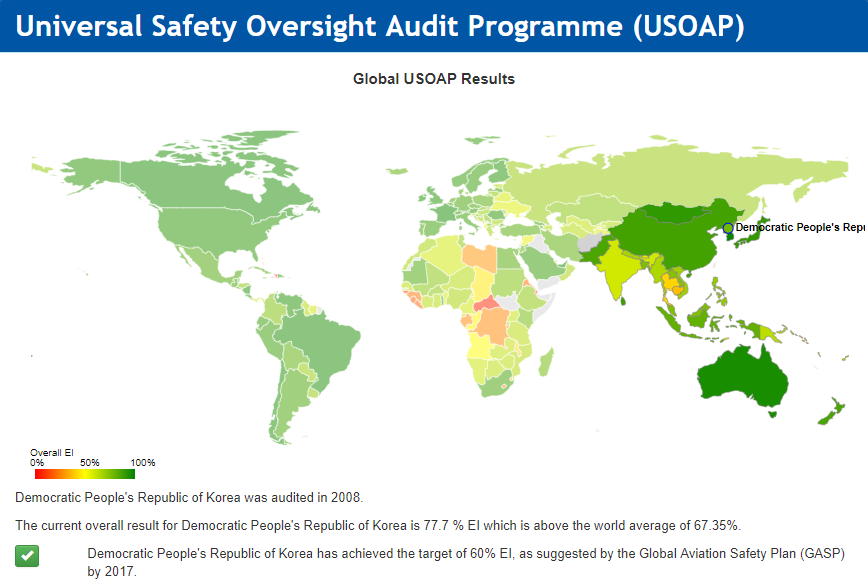 Universal Safety Oversight Audit Programme (USOAP)
Global USOAP Results
Democratic People's Repu
Overall EI
0% 50% 100%
Democratic People's Republic of Korea was audited in 2008.
The current overall result for Democratic People's Republic of Korea is 77.7 % EI which is above the world average of 67.35%.
Democratic People's Republic of Korea has achieved the target of 60% EI, as suggested by the Global Aviation Safety Plan (GASP)
by 2017.